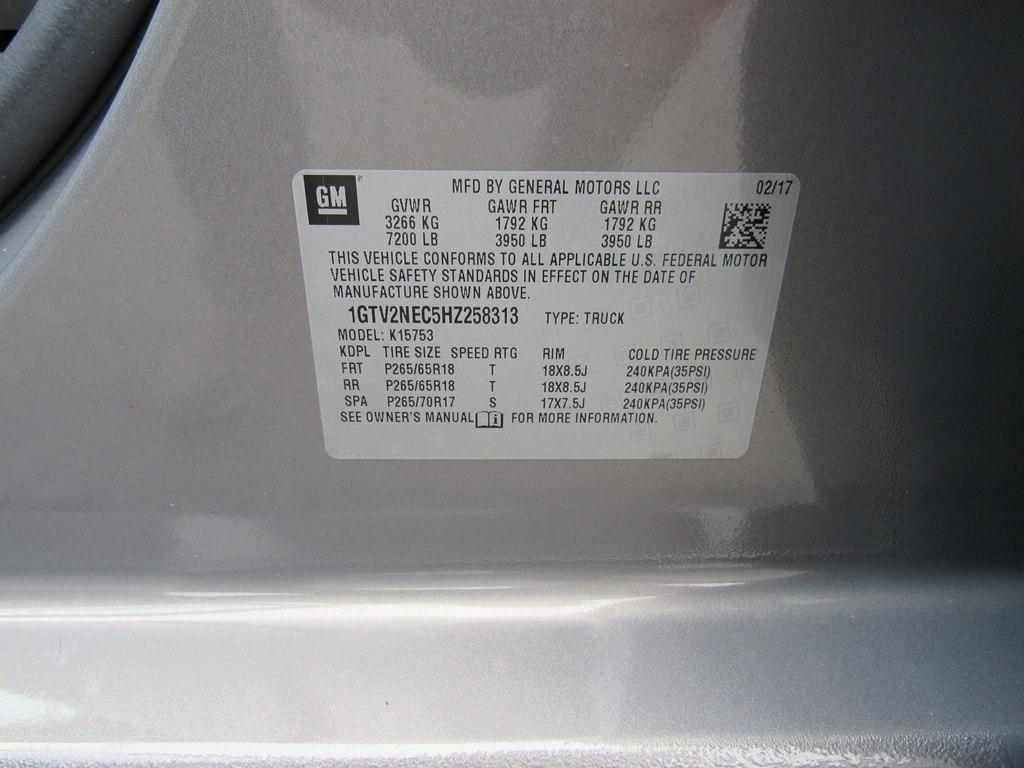 GM MFD BY GENERAL MOTORS LLC 02/17
GVWR GAWR FRT GAWR RR
3266 KG 1792 KG 1792 KG
7200 LB 3950 LB 3950 LB
THIS VEHICLE CONFORMS TO ALL APPLICABLE U.S. FEDERAL MOTOR
VEHICLE SAFETY STANDARDS IN EFFECT ON THE DATE OF
MANUFACTURE SHOWN ABOVE.
1GTV2NEC5HZ258313 TYPE: TRUCK
MODEL: K15753
KDPL TIRE SIZE SPEED RTG RIM COLD TIRE PRESSURE
FRT P265/65R18 T 18X8.5J 240KPA(35PSI)
RR P265/65R18 T 18X8.5J 240KPA(35PSI)
SPA P265/70R17 S 17X7.5J 240KPA(35PSI)
SEE OWNER'S MANUAL i FOR MORE INFORMATION.